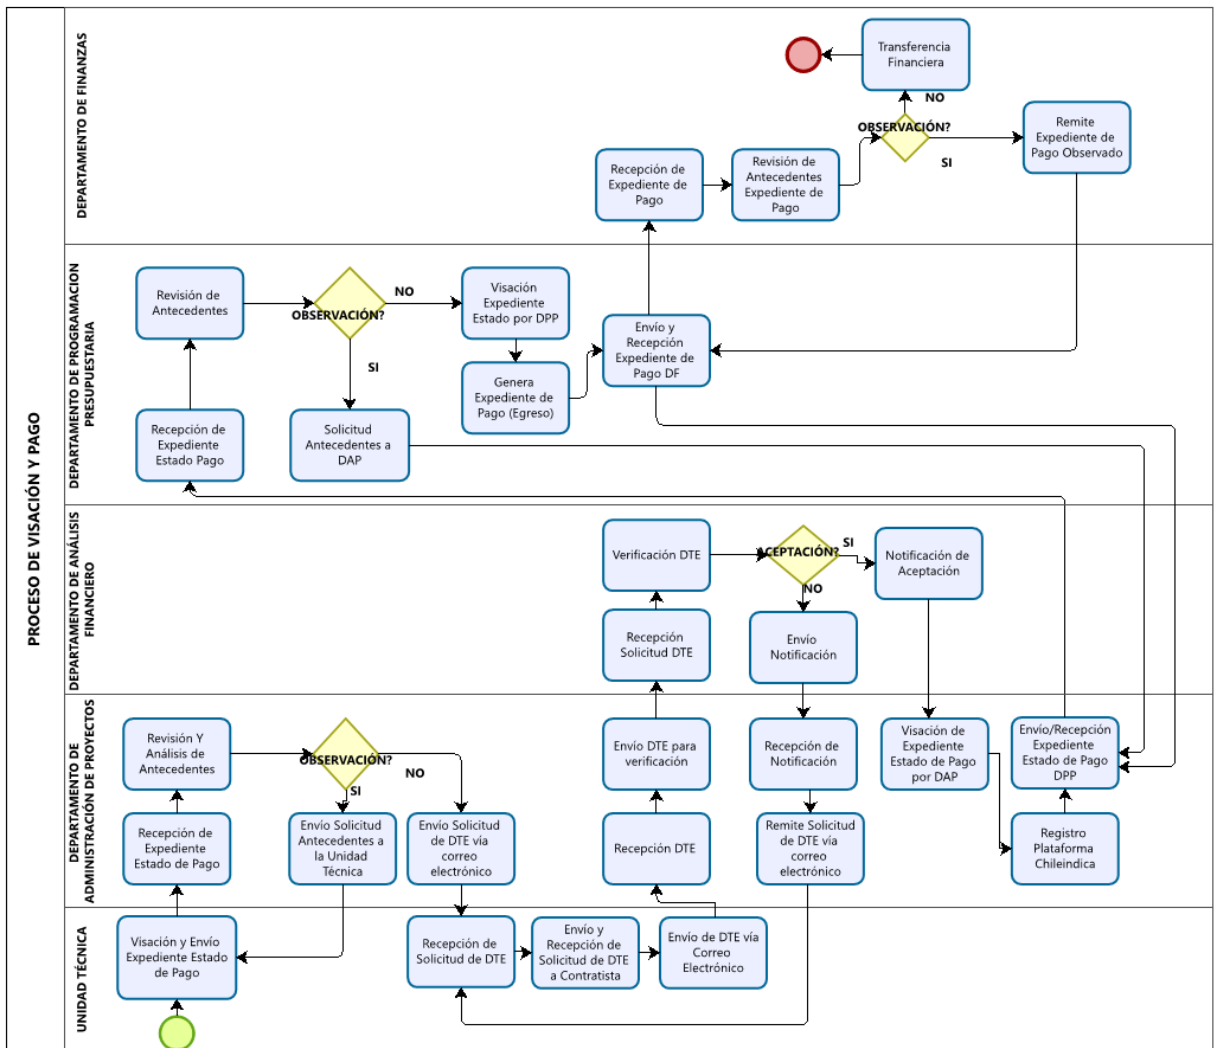 PROCESO DE VISACIÓN Y PAGO
DEPARTAMENTO DE FINANZAS
Transferencia
Financiera
NO
OBSERVACIÓN?
SI
Remite
Expediente de
Pago Observado
Recepción de
Expediente de
Pago
Revisión de
Antecedentes
Expediente de
Pago
DEPARTAMENTO DE PROGRAMACION
PRESUPUESTARIA
Revisión de
Antecedentes
OBSERVACIÓN?
NO
SI
Visación
Expediente
Estado por DPP
Envío y
Recepción
Expediente de
Pago DF
Genera
Expediente de
Pago (Egreso)
Recepción de
Expediente
Estado Pago
Solicitud
Antecedentes a
DAP
DEPARTAMENTO DE ANÁLISIS
FINANCIERO
Verificación DTE
ACEPTACIÓN?
SI
NO
Notificación de
Aceptación
Recepción
Solicitud DTE
Envío
Notificación
DEPARTAMENTO DE
ADMINISTRACIÓN DE PROYECTOS
Revisión Y
Análisis de
Antecedentes
OBSERVACIÓN?
NO
SI
Envío DTE para
verificación
Recepción de
Notificación
Visación de
Expediente
Estado de Pago
por DAP
Envío/Recepción
Expediente
Estado de Pago
DPP
Recepción de
Expediente
Estado de Pago
Envío Solicitud
Antecedentes a
la Unidad
Técnica
Envío Solicitud
de DTE vía
correo
electrónico
Recepción DTE
Remite Solicitud
de DTE vía
correo
electrónico
Registro
Plataforma
Chileindica
UNIDAD TÉCNICA
Visación y Envío
Expediente Estado
de Pago
Recepción de
Solicitud de DTE
Envío y
Recepción de
Solicitud de DTE
a Contratista
Envío de DTE vía
Correo
Electrónico